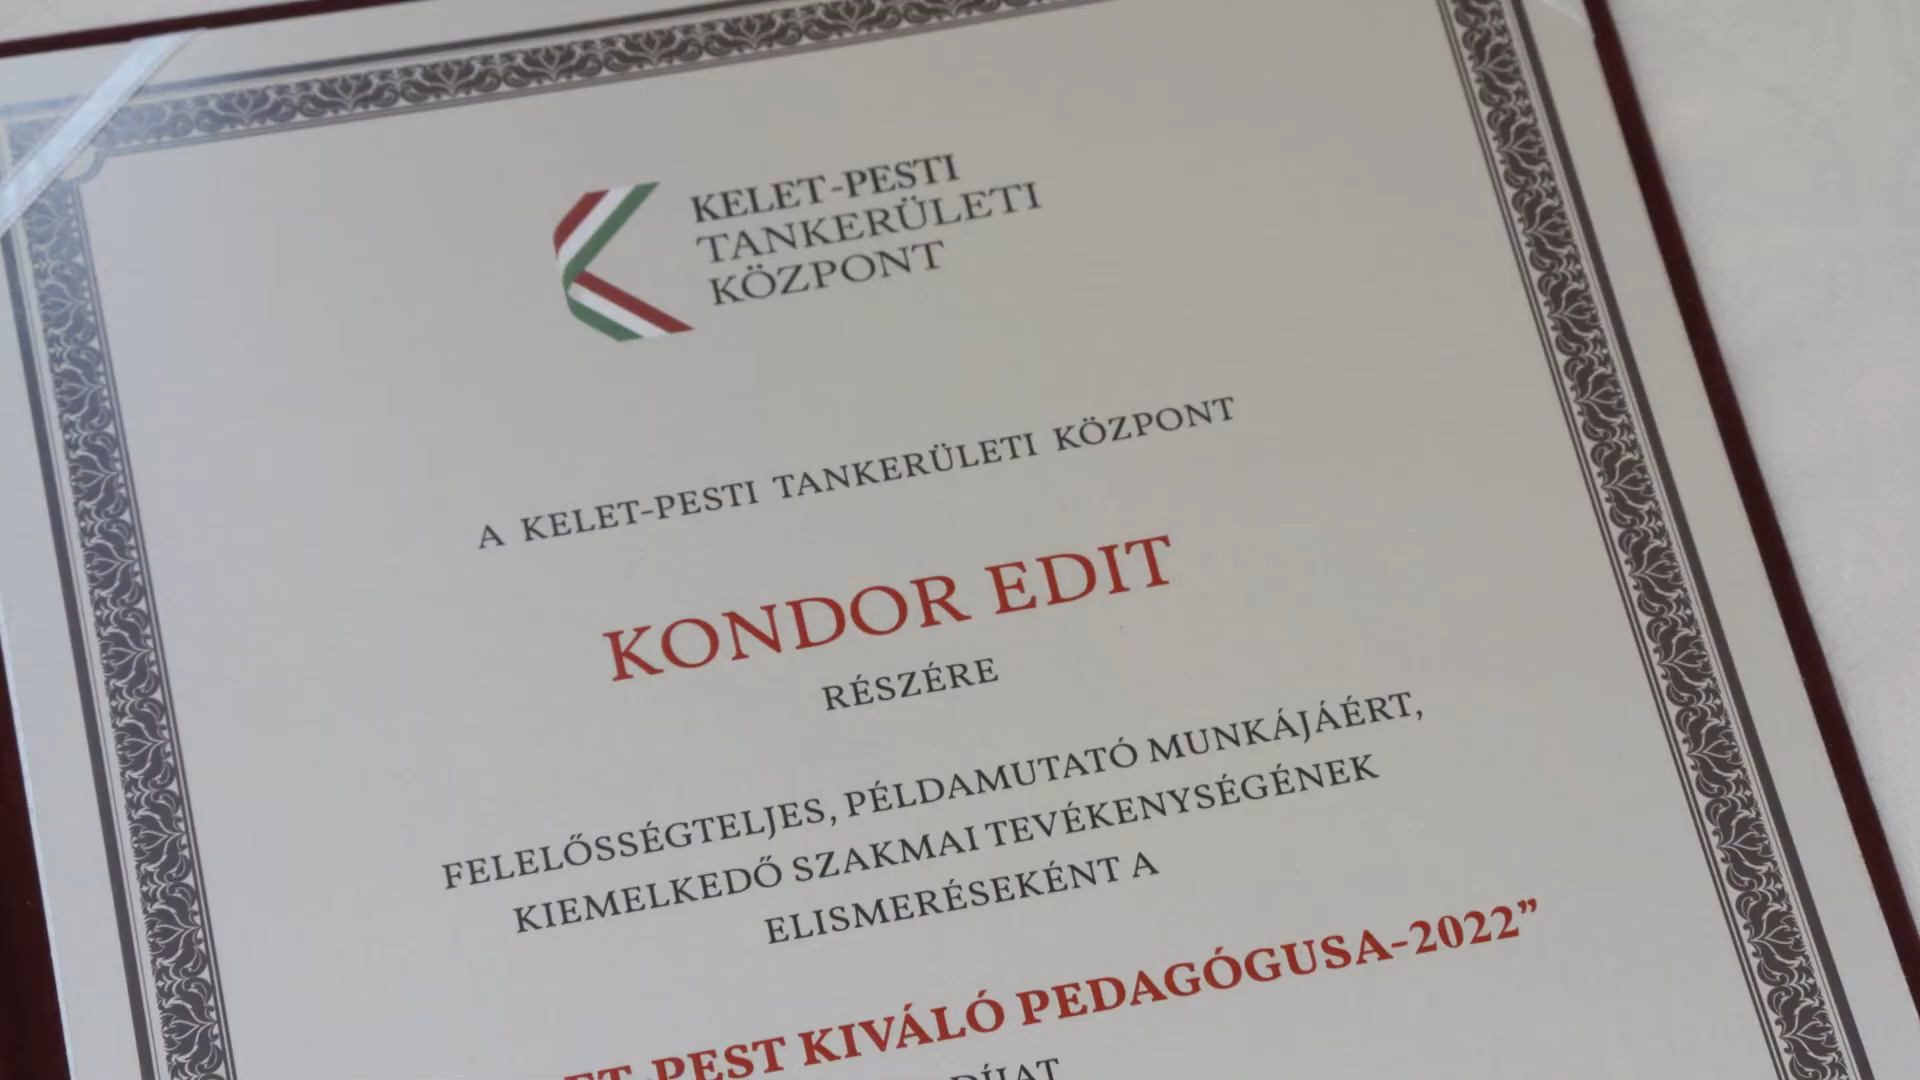 KELET-PESTI
TANKERÜLETI
KÖZPONT
A KELET-PESTI TANKERÜLETI KÖZPONT
KONDOR EDIT
RÉSZÉRE
FELELŐSSÉGTELJES, PÉLDAMUTATÓ MUNKÁJÁÉRT,
KIEMELKEDŐ SZAKMAI TEVÉKENYSÉGÉNEK
ELISMERÉSEKÉNT A
PEST KIVÁLÓ PEDAGÓGUSA-2022”